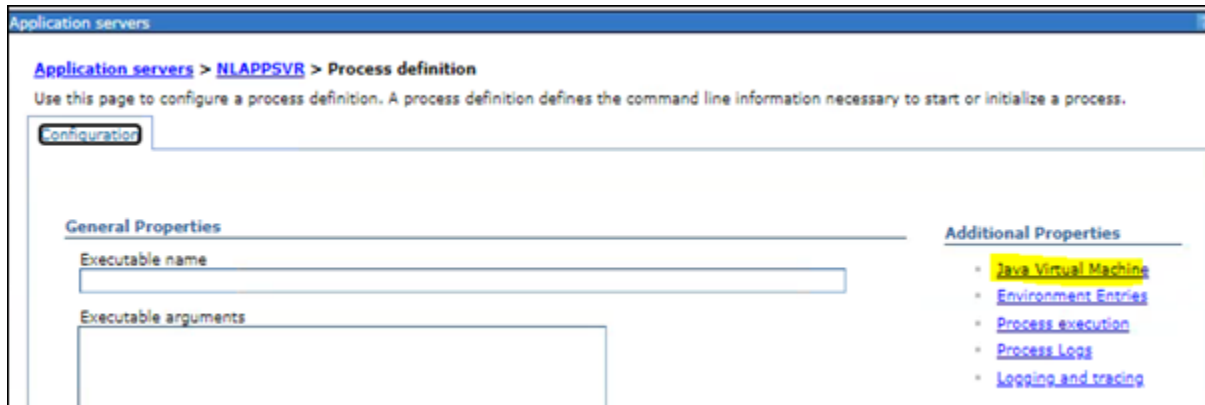 Application servers
Application servers > NLAPPSVR > Process definition
Use this page to configure a process definition. A process definition defines the command line information necessary to start or initialize a process.
Configuration
General Properties
Executable name
Executable arguments
Additional Properties
Java Virtual Machine
Environment Entries
Process execution
Process Logs
Logging and tracing